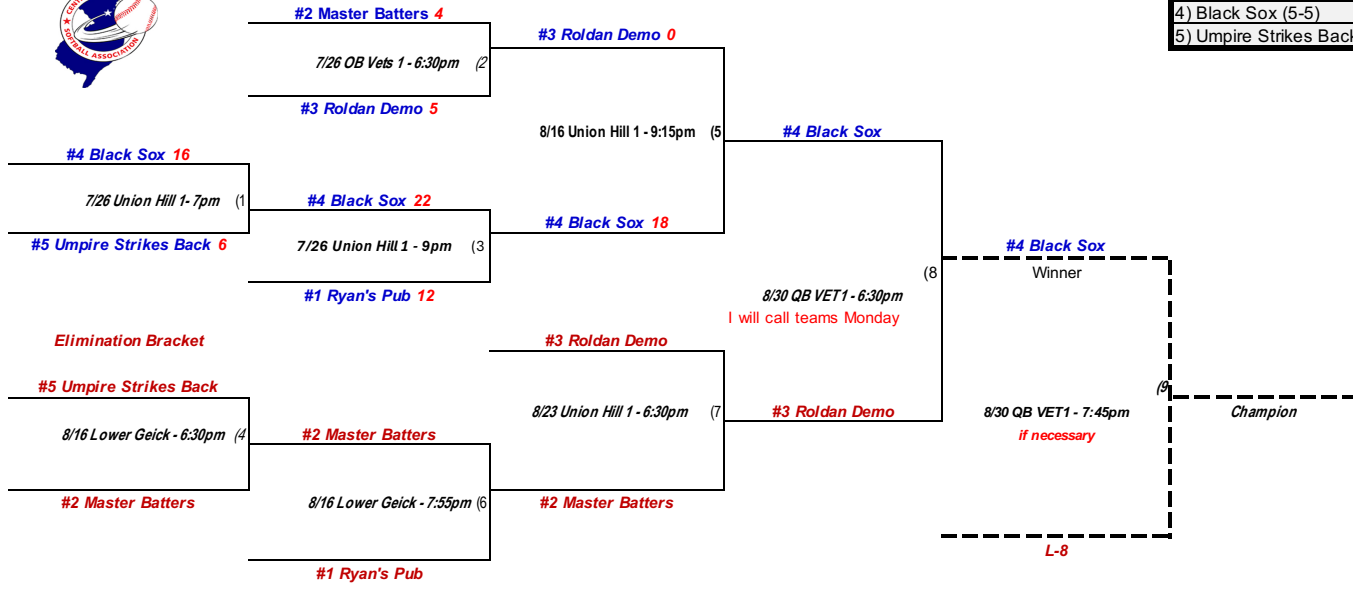 CENT
SOFTBALL ASSOCIATION
4) Black Sox (5-5)
5) Umpire Strikes Back
#2 Master Batters 4
7/26 OB Vets 1 - 6:30pm (2
#3 Roldan Demo 5
#3 Roldan Demo 0
8/16 Union Hill 1 - 9:15pm (5
#4 Black Sox
#4 Black Sox 16
7/26 Union Hill 1- 7pm (1
#5 Umpire Strikes Back 6
#4 Black Sox 22
7/26 Union Hill 1 - 9pm (3
#1 Ryan's Pub 12
#4 Black Sox 18
#4 Black Sox
Winner
(8
8/30 QB VET1 - 6:30pm
I will call teams Monday
Elimination Bracket
#3 Roldan Demo
#5 Umpire Strikes Back
8/16 Lower Geick - 6:30pm (4
#2 Master Batters
#2 Master Batters
8/16 Lower Geick - 7:55pm (6
#1 Ryan's Pub
8/23 Union Hill 1 - 6:30pm (7
#2 Master Batters
#3 Roldan Demo
(9
8/30 QB VET1 - 7:45pm
if necessary
Champion
L-8